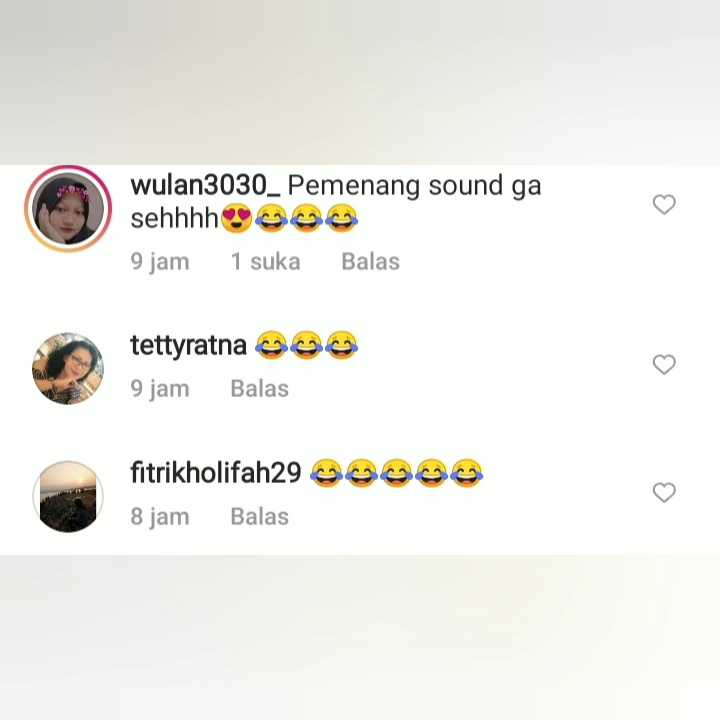 wulan3030_ Pemenang sound ga
sehhhh😍😂😂😂
9 jam 1 suka Balas
tettyratna 😂😂😂
9 jam Balas
fitrikholifah29 😂😂😂😂😂
8 jam Balas